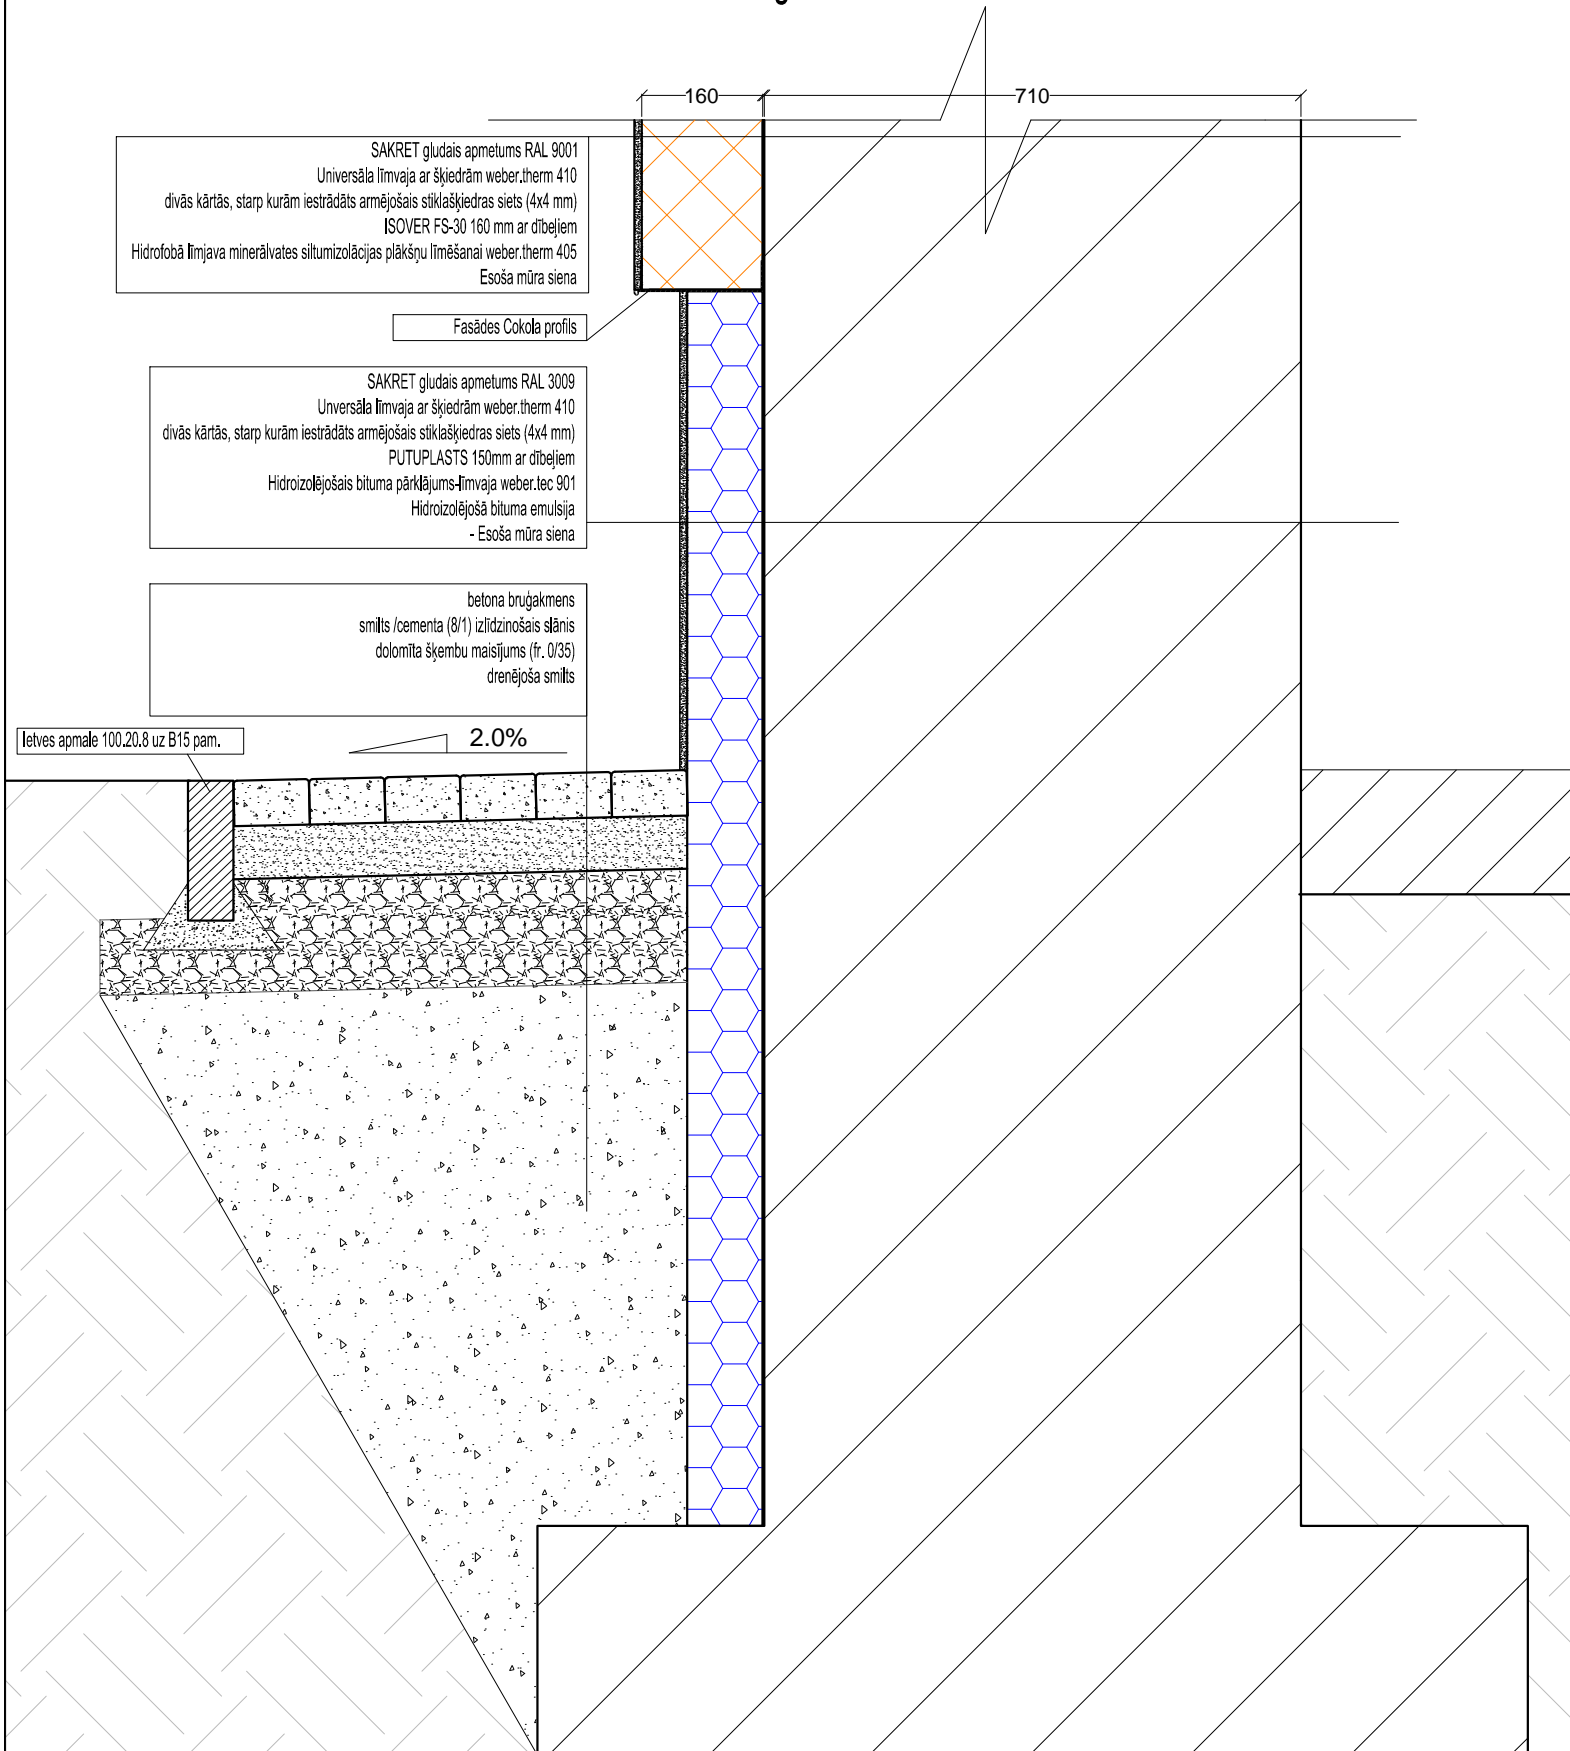 160
710
SAKRET gludais apmetums RAL 9001
Universāla līmvaja ar šķiedrām weber.therm 410
divās kārtās, starp kurām iestrādāts armējošais stiklašķiedras siets (4x4 mm)
ISOVER FS-30 160 mm ar dībeļiem
Hidrofobā līmjava minerālvates siltumizolācijas plākšņu līmēšanai weber.therm 405
Esoša mūra siena
Fasādes Cokola profils
SAKRET gludais apmetums RAL 3009
Unversāla līmvaja ar šķiedrām weber.therm 410
divās kārtās, starp kurām iestrādāts armējošais stiklašķiedras siets (4x4 mm)
PUTUPLASTS 150mm ar dībeļiem
Hidroizolējošais bituma pārklājums-līmvaja weber.tec 901
Hidroizolējošā bituma emulsija
- Esoša mūra siena
betona bruģakmens
smilts /cementa (8/1) izlīdzinošais slānis
dolomīta šķembu maisījums (fr. 0/35)
drenējoša smilts
Ietves apmale 100.20.8 uz B15 pam.
2.0%